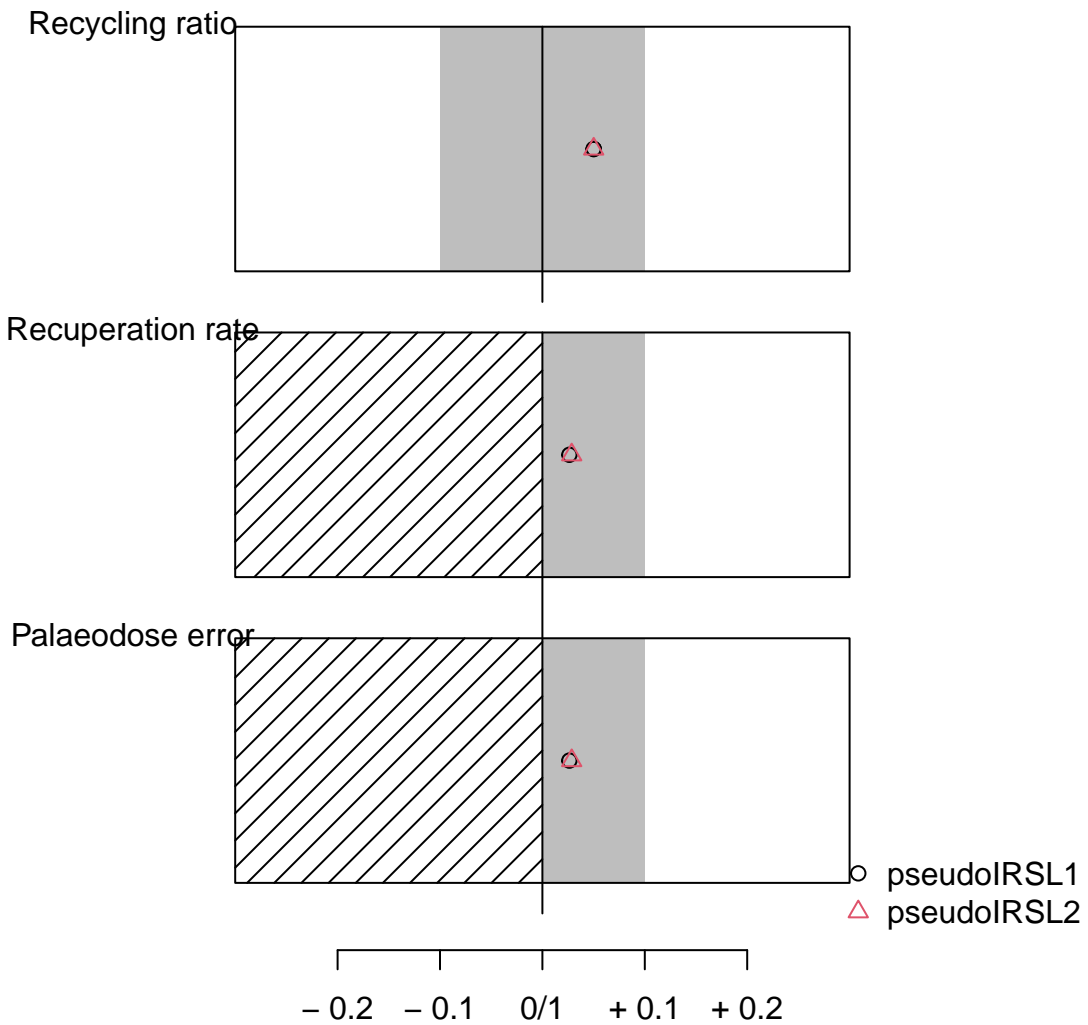 Recycling ratio
Recuperation rate
Palaeodose error
pseudoIRSL1
pseudoIRSL2
− 0.2 − 0.1 0/1 + 0.1 + 0.2